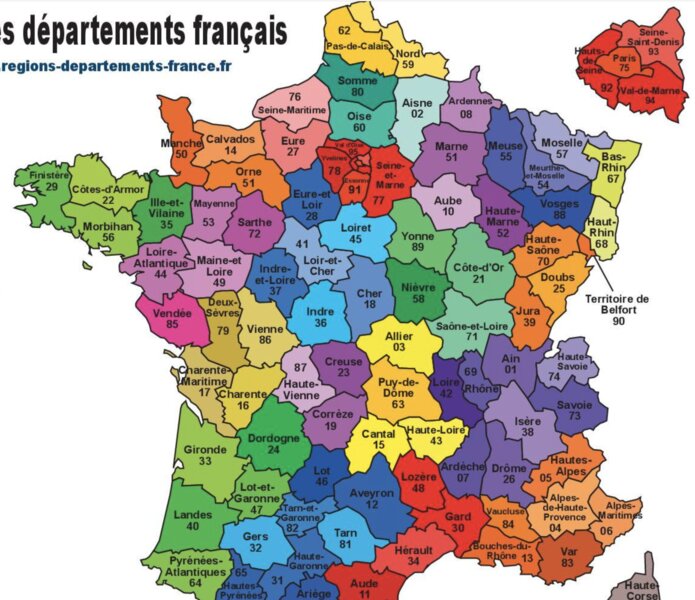 es départements français
.regions-departements-france.fr
62
Pas-de-Calais
Nord
59
Seine-
Saint-Denis
93
Hauts-
de
Seine
Paris
75
92
Val-de-Marne
94
Somme
80
76
Seine-Maritime
Aisne
02
Ardennes
08
Oise
60
Manche
50
Calvados
14
Eure
27
Val d'Oise
95
Yvelines
78
Essonne
91
Seine-
et-
Marne
77
Marne
51
Meuse
55
Moselle
57
Meurthe-
et-Moselle
54
Bas-
Rhin
67
Orne
51
Finistère
29
Côtes-d'Armor
22
Ille-et
Vilaine
35
Mayenne
53
Eure-et
Loir
28
Aube
10
Haute-
Marne
52
Vosges
88
Haut-
Rhin
68
Morbihan
56
Sarthe
72
Loiret
45
Yonne
89
Haute-
Saône
70
Loire-
Atlantique
44
Maine-et
Loire
49
41
Loir-et
Cher
Indre-
et-Loire
37
Côte-d'Or
21
Doubs
25
Territoire de
Belfort
90
Vendée
85
Deux-
Sèvres
79
Vienne
86
Indre
36
Cher
18
Nièvre
58
Saône-et-Loire
71
Jura
39
Allier
03
Charente-
Maritime
17
Charente
16
87
Haute-
Vienne
Creuse
23
Puy-de-
Dôme
63
Loire
42
69
Rhône
Ain
01
Haute-
Savoie
74
Savoie
73
Corrèze
19
Isère
38
Gironde
33
Dordogne
24
Cantal
15
Haute-Loire
43
Ardéche
07
Drôme
26
Hautes-
Alpes
05
Lot
46
Lozère
48
Lot-et-
Garonne
47
Aveyron
12
Landes
40
Tarn-et
Garonne
82
Gard
30
Vaucluse
84
Alpes-
de-Haute-
Provence
04
Alpes-
Maritimes
06
Gers
32
Tarn
81
Hérault
34
Bouches-du-
Rhône
13
Var
83
Pyrénées-
Atlantiques
64
65
Hautes
Pyrénées
Haute-
Garonne
31
Ariége
Aude
11
Haute-
Corse